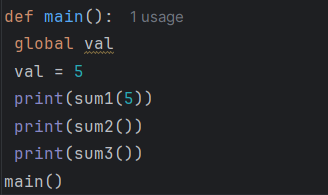 def main():  1 usage
 global val
 val = 5
 print(sum1(5))
 print(sum2())
 print(sum3())
main()